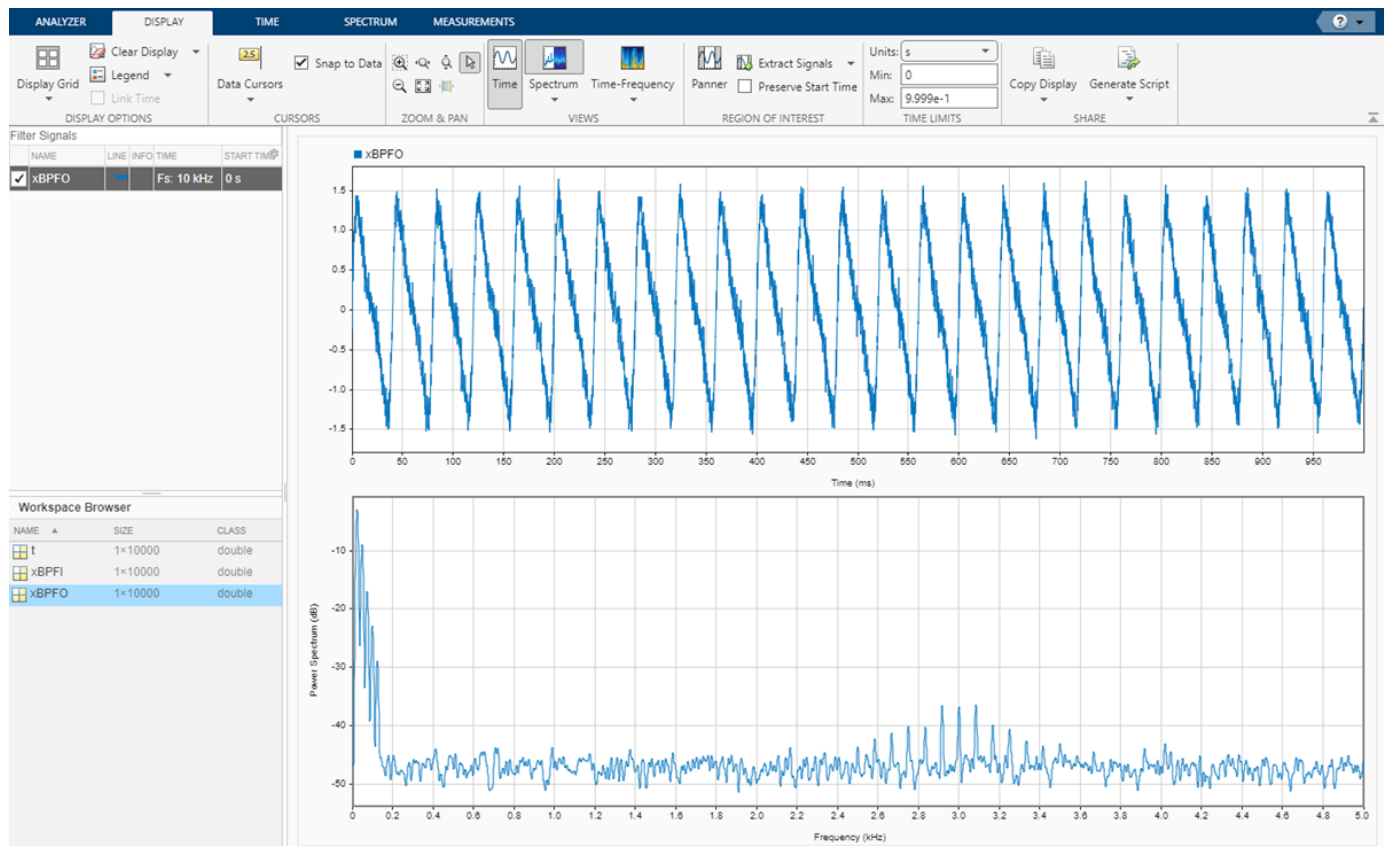 ANALYZER DISPLAY TIME SPECTRUM MEASUREMENTS ?
Display Grid
Clear Display
Legend
Link Time
DISPLAY OPTIONS
2.5
Data Cursors
Snap to Data
CURSORS
ZOOM & PAN
Time Spectrum Time-Frequency
VIEWS
Panner
Extract Signals
Preserve Start Time
REGION OF INTEREST
Units: s
Min: 0
Max: 9.999e-1
TIME LIMITS
Copy Display Generate Script
SHARE
Filter Signals
NAME LINE INFO TIME START TIME
xBPFO Fs: 10 kHz 0 s
Workspace Browser
NAME SIZE CLASS
t 1×10000 double
xBPFI 1×10000 double
xBPFO 1×10000 double
xBPFO
1.5
1.0
0.5
0
-0.5
-1.0
-1.5
0 50 100 150 200 250 300 350 400 450 500 550 600 650 700 750 800 850 900 950
Time (ms)
Power Spectrum (dB)
-10
-20
-30
-40
-50
0 0.2 0.4 0.6 0.8 1.0 1.2 1.4 1.6 1.8 2.0 2.2 2.4 2.6 2.8 3.0 3.2 3.4 3.6 3.8 4.0 4.2 4.4 4.6 4.8 5.0
Frequency (kHz)